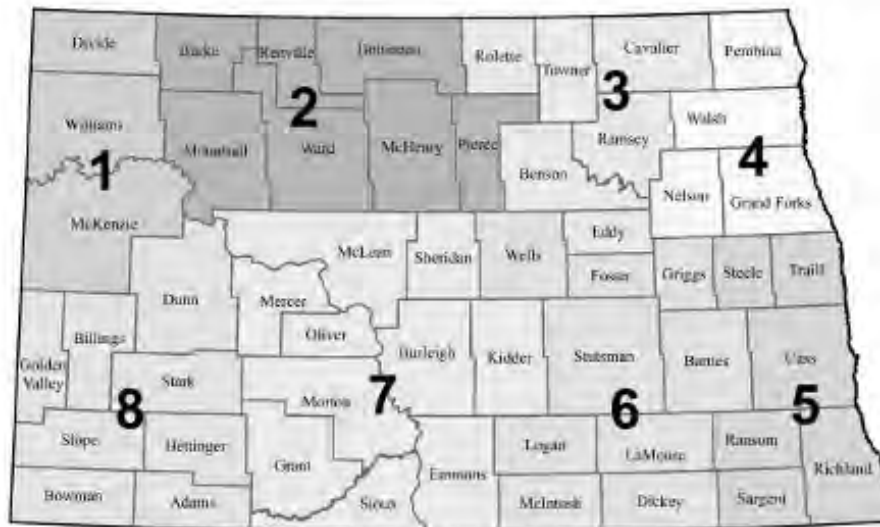 Divide
Burke
Renville
Bottineau
Rolette
Towner
Cavalier
Pembina
Williams
Mountrail
2
Ward
McHenry
Pierce
3
Ramsey
Walsh
1
Benson
4
Nelson
Grand Forks
McKenzie
McLean
Sheridan
Wells
Eddy
Foster
Griggs
Steele
Traill
Dunn
Mercer
Oliver
Billings
Golden
Valley
Stark
Burleigh
Kidder
Stutsman
Barnes
Cass
8
Morton
7
6
5
Slope
Hettinger
Grant
Emmons
Logan
LaMoure
Ransom
Richland
Bowman
Adams
Sioux
McIntosh
Dickey
Sargent